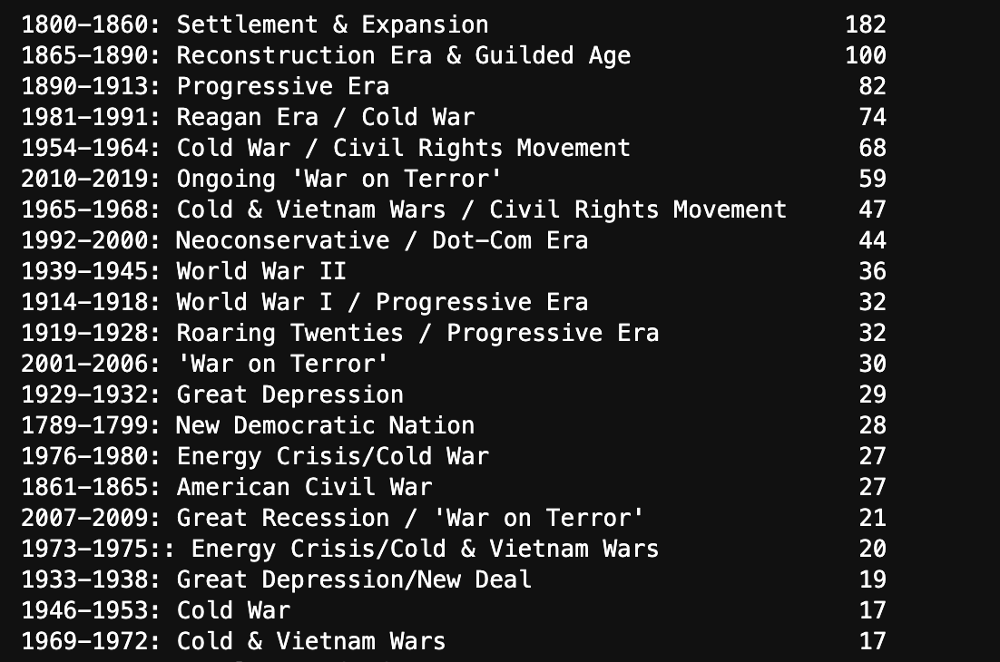 1800-1860: Settlement & Expansion 182
1865-1890: Reconstruction Era & Guilded Age 100
1890-1913: Progressive Era 82
1981-1991: Reagan Era / Cold War 74
1954-1964: Cold War / Civil Rights Movement 68
2010-2019: Ongoing 'War on Terror' 59
1965-1968: Cold & Vietnam Wars / Civil Rights Movement 47
1992-2000: Neoconservative / Dot-Com Era 44
1939-1945: World War II 36
1914-1918: World War I / Progressive Era 32
1919-1928: Roaring Twenties / Progressive Era 32
2001-2006: 'War on Terror' 30
1929-1932: Great Depression 29
1789-1799: New Democratic Nation 28
1976-1980: Energy Crisis/Cold War 27
1861-1865: American Civil War 27
2007-2009: Great Recession / 'War on Terror' 21
1973-1975:: Energy Crisis/Cold & Vietnam Wars 20
1933-1938: Great Depression/New Deal 19
1946-1953: Cold War 17
1969-1972: Cold & Vietnam Wars 17